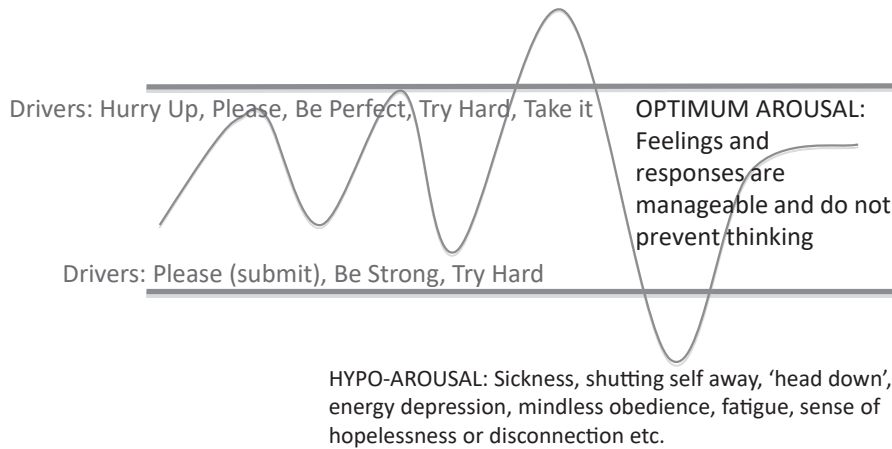 Drivers: Hurry Up, Please, Be Perfect, Try Hard, Take it
OPTIMUM AROUSAL:
Feelings and
responses are
manageable and do not
prevent thinking
Drivers: Please (submit), Be Strong, Try Hard
HYPO-AROUSAL: Sickness, shutting self away, ‘head down’,
energy depression, mindless obedience, fatigue, sense of
hopelessness or disconnection etc.